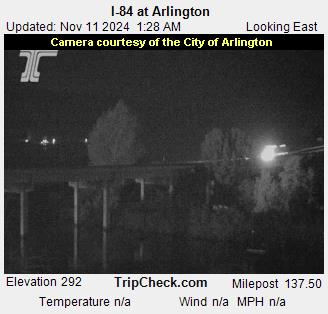 I-84 at Arlington
Updated: Nov 11 2024 1:28 AM Looking East
Camera courtesy of the City of Arlington
Elevation 292 TripCheck.com Milepost 137.50
Temperature n/a Wind n/a MPH n/a